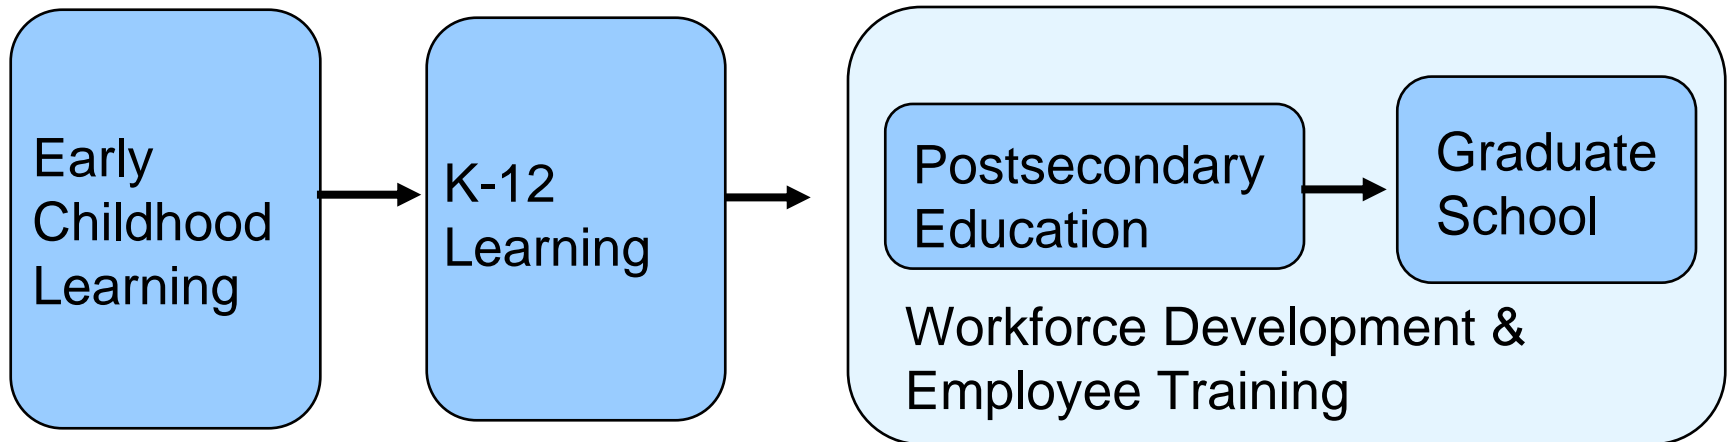 Early
Childhood
Learning
K-12
Learning
Postsecondary
Education
Graduate
School
Workforce Development &
Employee Training